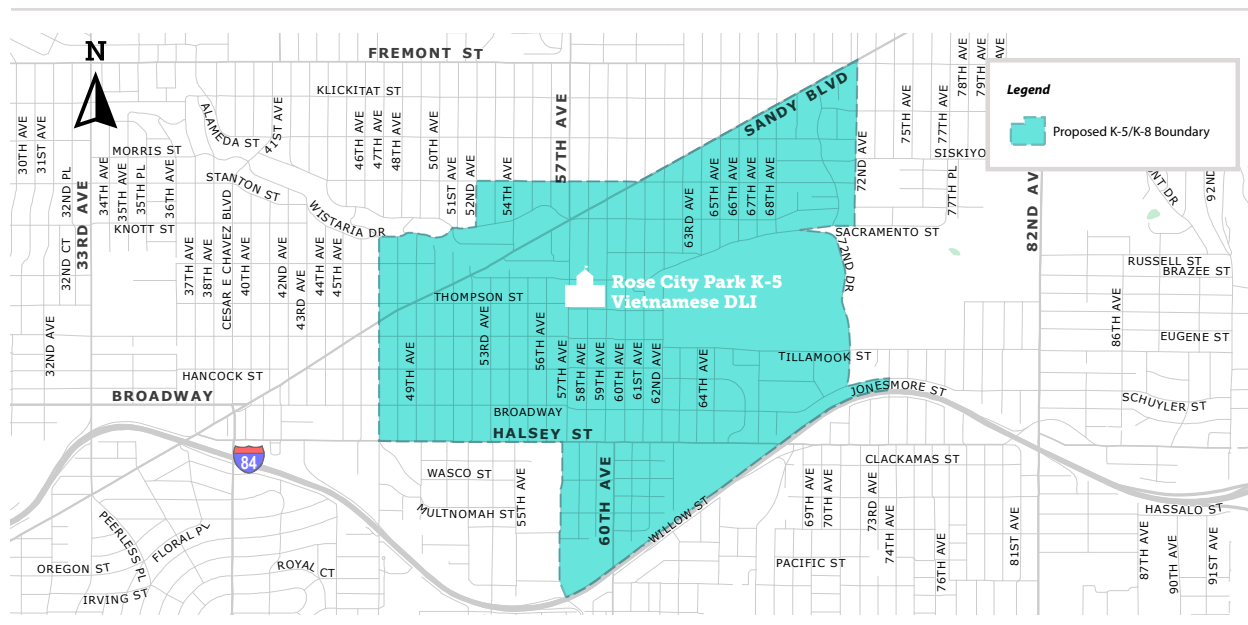 N
FREMONT ST
KLICKITAT ST
ALAMEDA ST
41ST AVE
46TH AVE
47TH AVE
48TH AVE
50TH AVE
57TH AVE
SANDY BLVD
75TH AVE
77TH AVE
78TH AVE
79TH AVE
AVE
Legend
Proposed K-5/K-8 Boundary
30TH AVE
31ST AVE
32ND PL
33RD AVE
34TH AVE
35TH AVE
35TH PL
36TH AVE
MORRIS ST
STANTON ST
WISTARIA DR
KNOTT ST
51ST AVE
52ND AVE
54TH AVE
63RD AVE
65TH AVE
66TH AVE
67TH AVE
68TH AVE
72ND AVE
SISKIYO
77TH PL
82ND AV
NT DR
92ND
32ND CT
37TH AVE
38TH AVE
CESAR E CHAVEZ BLVD
40TH AVE
42ND AVE
43RD AVE
44TH AVE
45TH AVE
SACRAMENTO ST
72ND DR
RUSSELL ST
BRAZEE ST
Rose City Park K-5
Vietnamese DLI
THOMPSON ST
32ND AVE
49TH AVE
53RD AVE
56TH AVE
57TH AVE
58TH AVE
59TH AVE
60TH AVE
61ST AVE
62ND AVE
64TH AVE
TILLAMOOK ST
86TH AVE
EUGENE ST
HANCOCK ST
BROADWAY
BROADWAY
JONESMORE ST
SCHUYLER ST
HALSEY ST
84
WASCO ST
MULTNOMAH ST
55TH AVE
60TH AVE
WILLOW ST
CLACKAMAS ST
69TH AVE
70TH AVE
73RD AVE
74TH AVE
76TH AVE
81ST AVE
HASSALO ST
87TH AVE
90TH AVE
91ST AVE
PACIFIC ST
PEERLESS PL
FLORAL PL
OREGON ST
ROYAL CT
IRVING ST